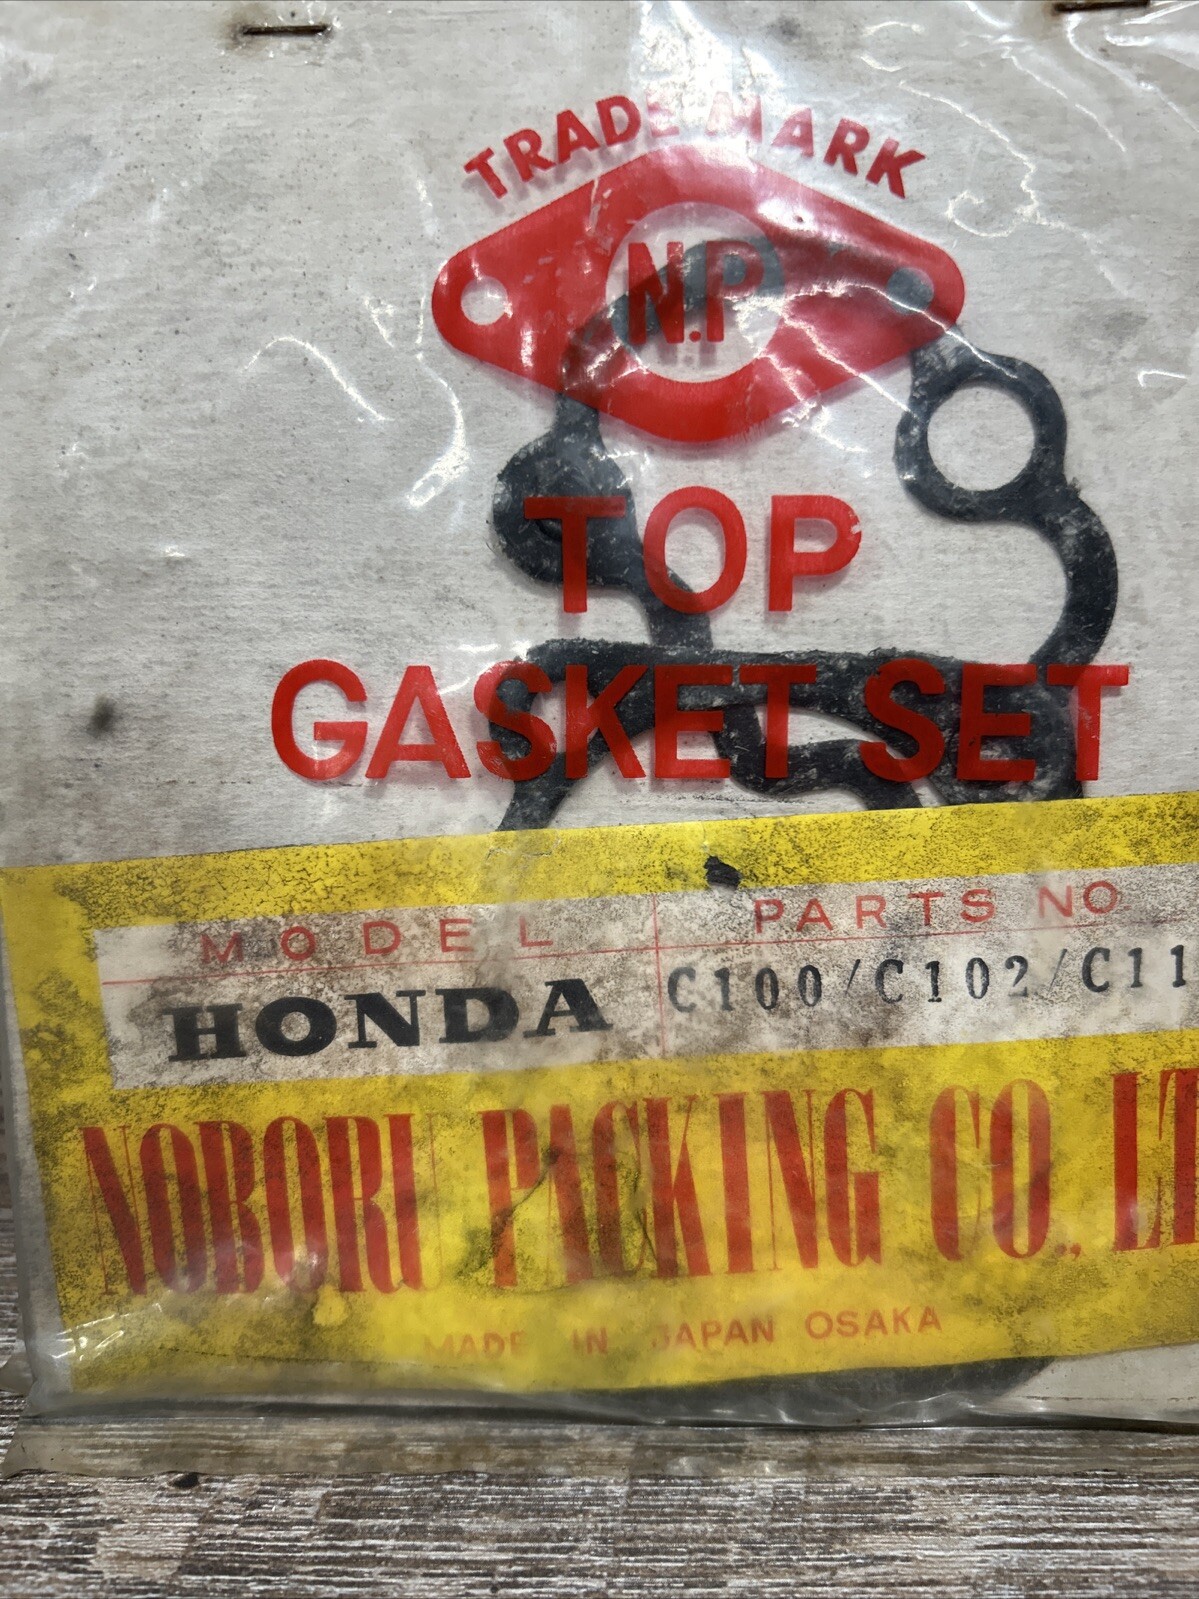 TRADE MARK
N.P
TOP
GASKET SET
MODEL PARTS NO
HONDA C100/C102/C11
NOBORU PACKING CO., LT
MADE IN JAPAN OSAKA